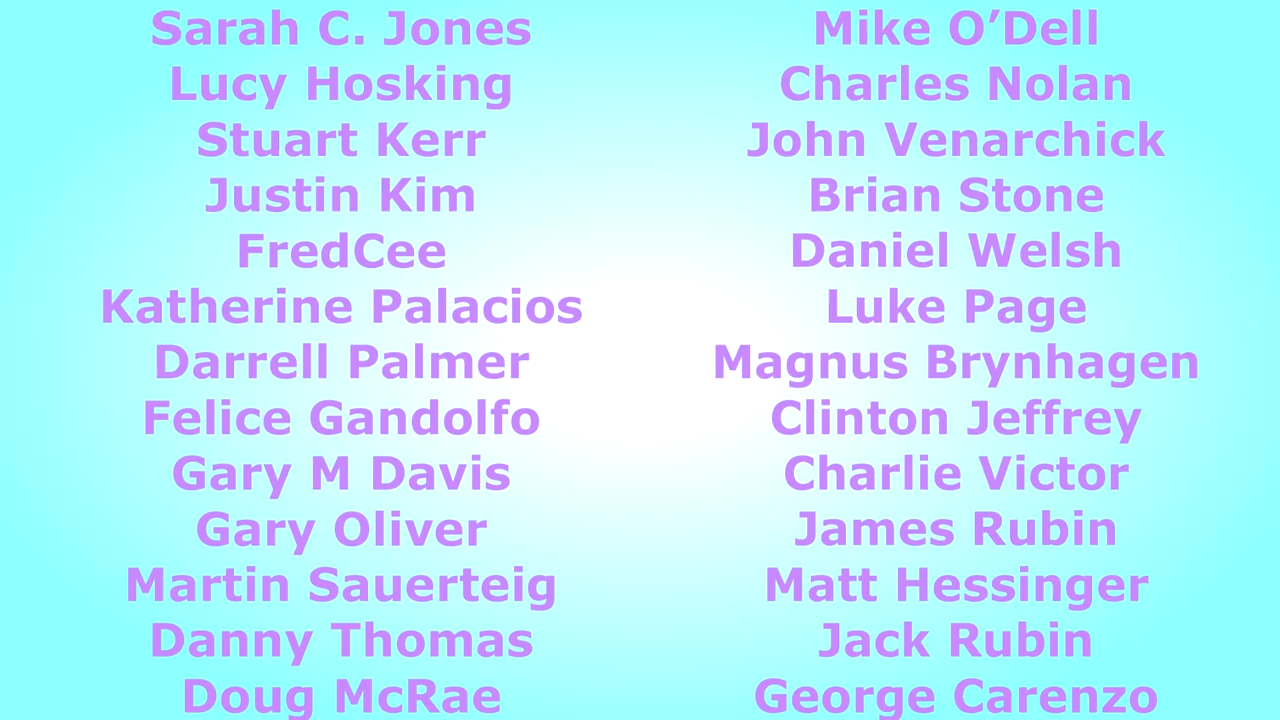 Sarah C. Jones
Lucy Hosking
Stuart Kerr
Justin Kim
FredCee
Katherine Palacios
Darrell Palmer
Felice Gandolfo
Gary M Davis
Gary Oliver
Martin Sauerteig
Danny Thomas
Doug McRae
Mike O’Dell
Charles Nolan
John Venarchick
Brian Stone
Daniel Welsh
Luke Page
Magnus Brynhagen
Clinton Jeffrey
Charlie Victor
James Rubin
Matt Hessinger
Jack Rubin
George Carenzo